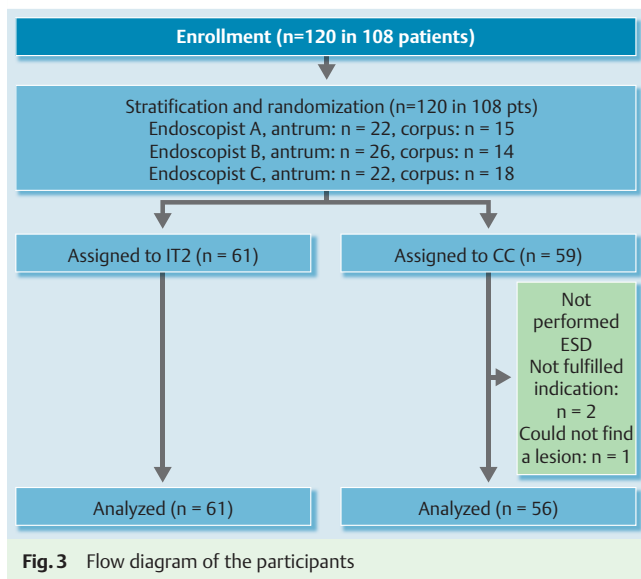 Enrollment (n=120 in 108 patients)
Stratification and randomization (n=120 in 108 pts)
Endoscopist A, antrum: n = 22, corpus: n = 15
Endoscopist B, antrum: n = 26, corpus: n = 14
Endoscopist C, antrum: n = 22, corpus: n = 18
Assigned to IT2 (n = 61)
Assigned to CC (n = 59)
Not
performed
ESD
Not fulfilled
indication:
n = 2
Could not find
a lesion: n = 1
Analyzed (n = 61)
Analyzed (n = 56)
Fig. 3 Flow diagram of the participants